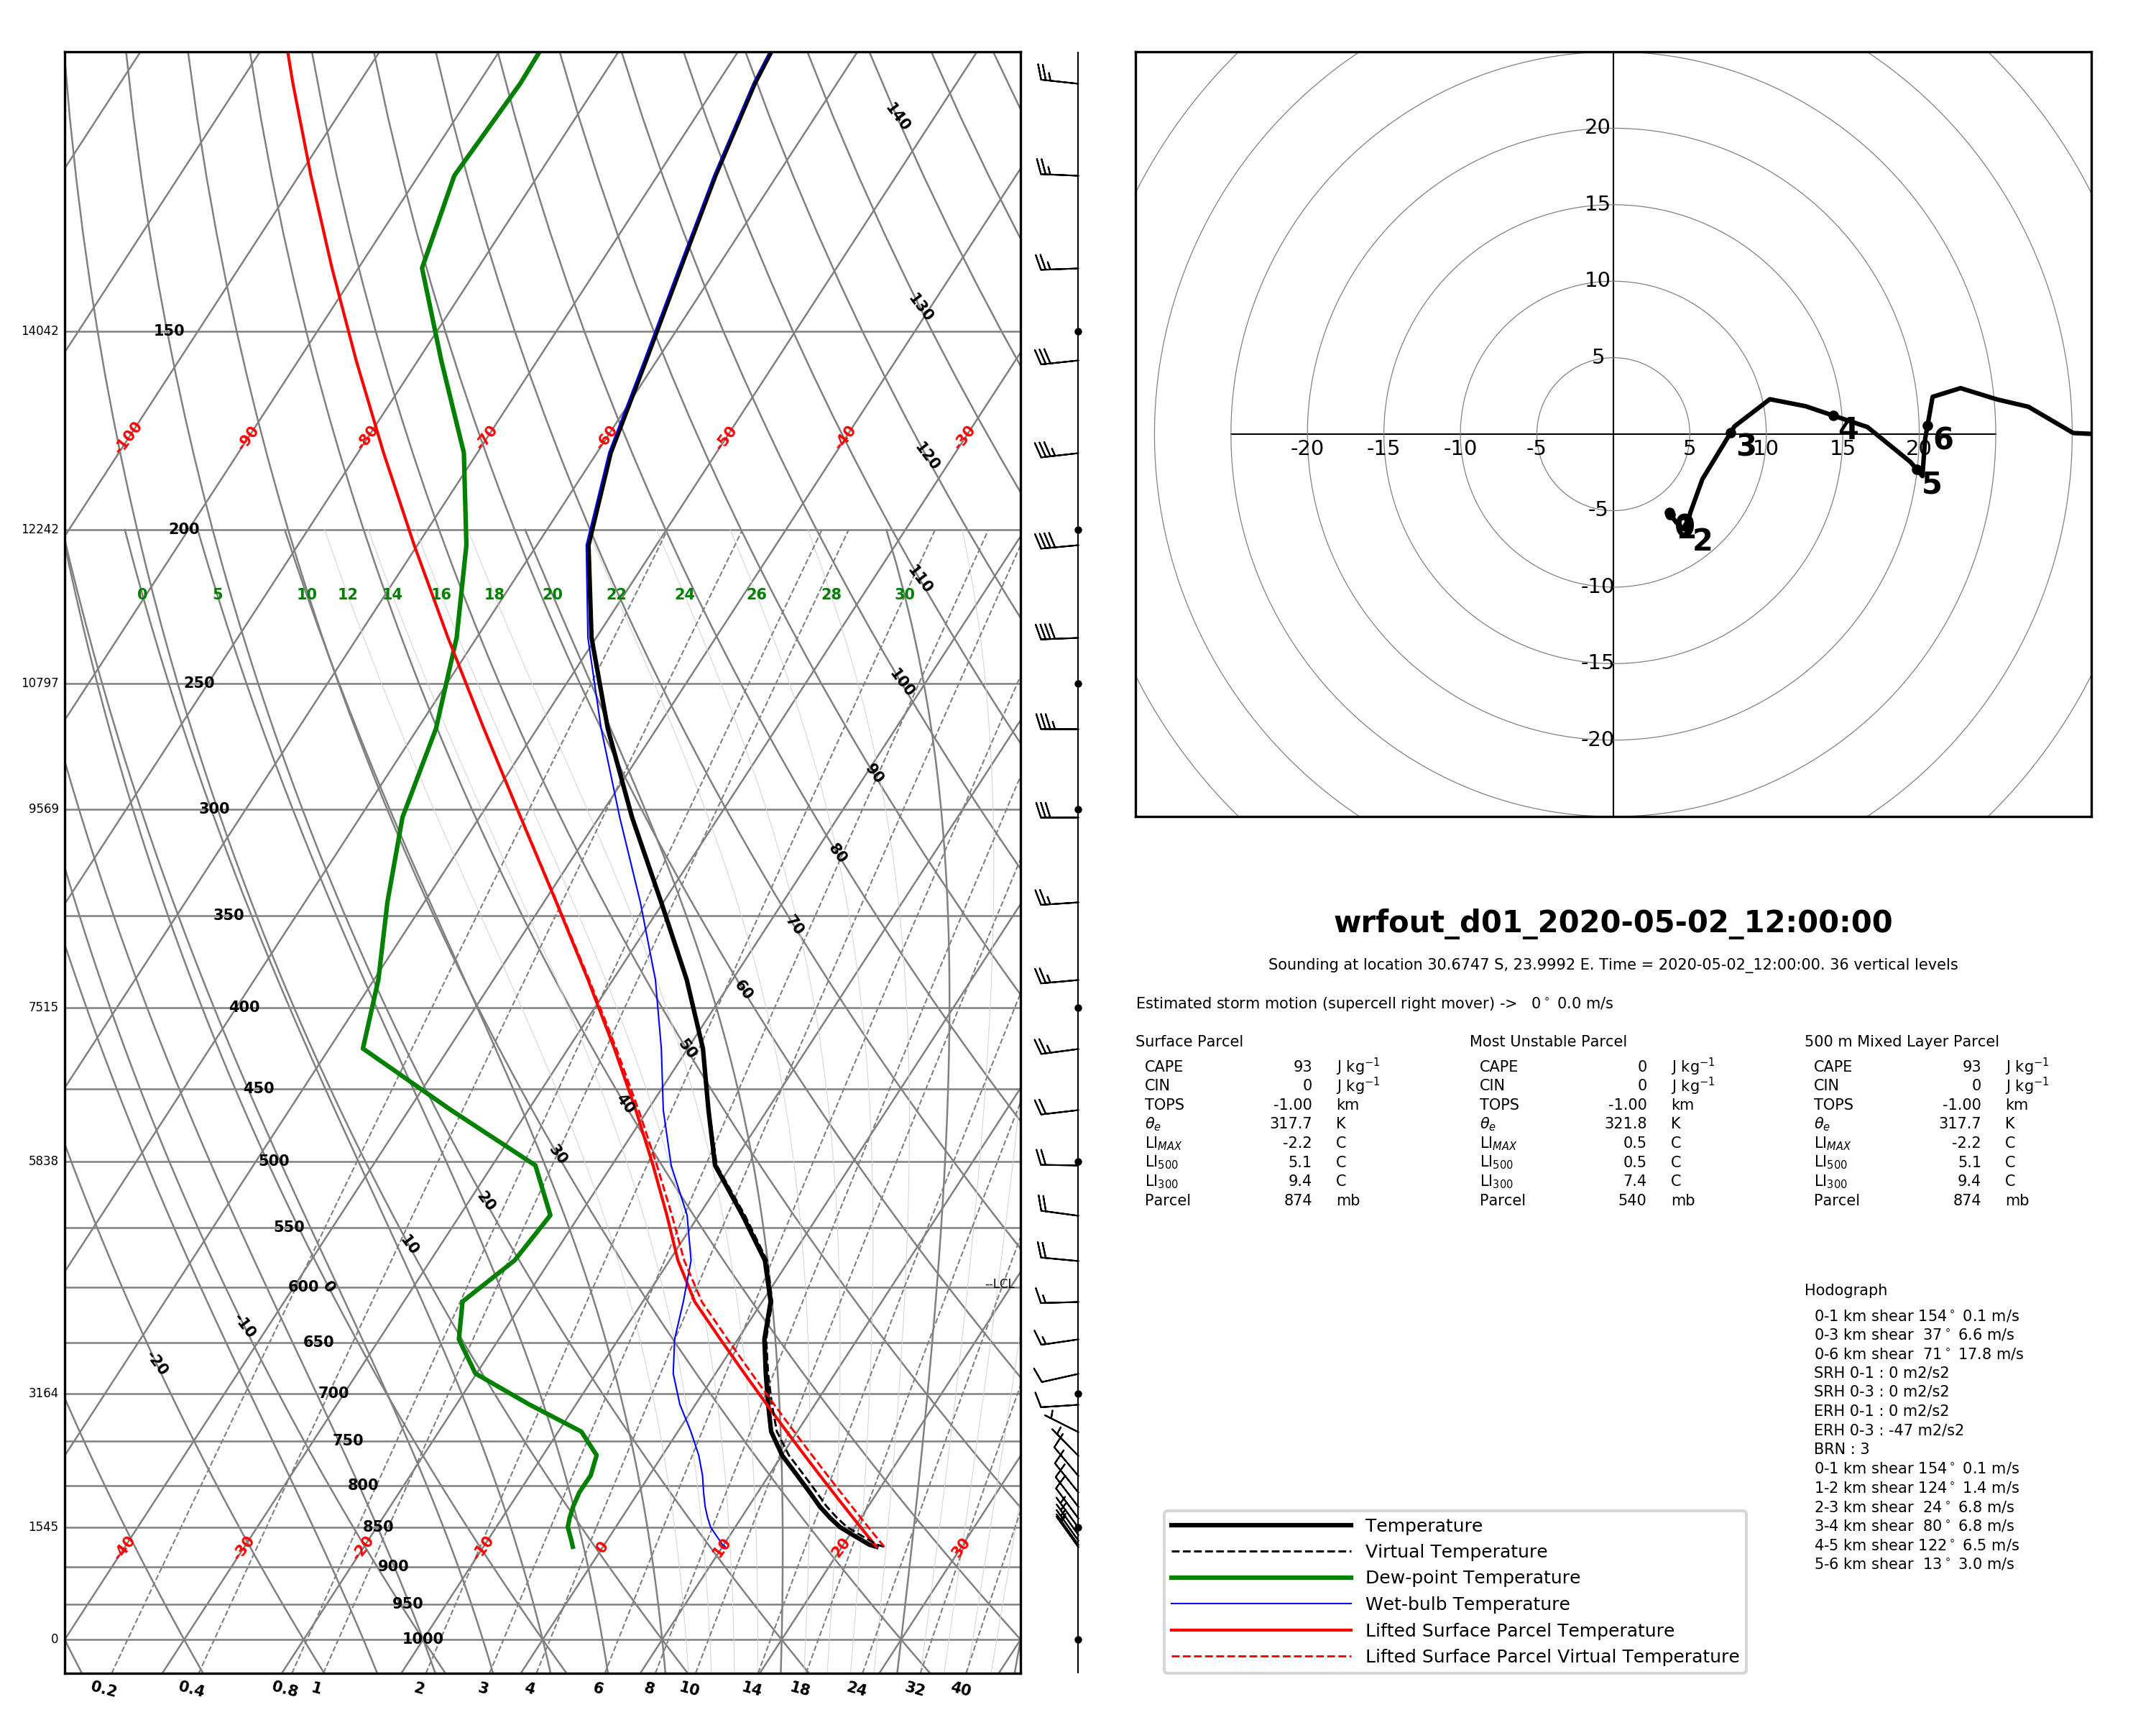 140
130
14042 150
-100 -90 -80 -70 -60 -50 -40 -30
120
12242 200
0 5 10 12 14 16 18 20 22 24 26 28 30
110
10797 250
100
90
9569 300
80
350
70
7515 400
60
50
450
40
5838 500
30
20
550
10
600 0 --LCL
-10
650
-20
3164 700
750
800
1545 850
-40 -30 -20 -10 0 10 20 30
900
950
0 1000
0.2 0.4 0.8 1 2 3 4 6 8 10 14 18 24 32 40
20
15
10
5
-20 -15 -10 -5 5 10 15 20
-5
-10
-15
-20
0 1 2 3 4 5 6
wrfout_d01_2020-05-02_12:00:00
Sounding at location 30.6747 S, 23.9992 E. Time = 2020-05-02_12:00:00. 36 vertical levels
Estimated storm motion (supercell right mover) -> 0° 0.0 m/s
Surface Parcel
CAPE 93 J kg⁻¹
CIN 0 J kg⁻¹
TOPS -1.00 km
θe 317.7 K
LI MAX -2.2 C
LI500 5.1 C
LI300 9.4 C
Parcel 874 mb
Most Unstable Parcel
CAPE 0 J kg⁻¹
CIN 0 J kg⁻¹
TOPS -1.00 km
θe 321.8 K
LI MAX 0.5 C
LI500 0.5 C
LI300 7.4 C
Parcel 540 mb
500 m Mixed Layer Parcel
CAPE 93 J kg⁻¹
CIN 0 J kg⁻¹
TOPS -1.00 km
θe 317.7 K
LI MAX -2.2 C
LI500 5.1 C
LI300 9.4 C
Parcel 874 mb
Hodograph
0-1 km shear 154° 0.1 m/s
0-3 km shear 37° 6.6 m/s
0-6 km shear 71° 17.8 m/s
SRH 0-1 : 0 m2/s2
SRH 0-3 : 0 m2/s2
ERH 0-1 : 0 m2/s2
ERH 0-3 : -47 m2/s2
BRN : 3
0-1 km shear 154° 0.1 m/s
1-2 km shear 124° 1.4 m/s
2-3 km shear 24° 6.8 m/s
3-4 km shear 80° 6.8 m/s
4-5 km shear 122° 6.5 m/s
5-6 km shear 13° 3.0 m/s
Temperature
Virtual Temperature
Dew-point Temperature
Wet-bulb Temperature
Lifted Surface Parcel Temperature
Lifted Surface Parcel Virtual Temperature